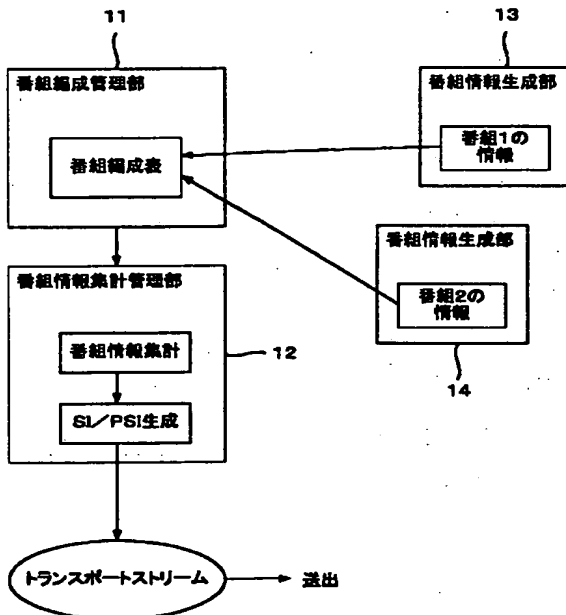 11
13
番組編成管理部
番組編成表
番組情報生成部
番組1の
情報
番組情報生成部
番組2の
情報
14
番組情報集計管理部
番組情報集計
SI／PSI生成
12
トランスポートストリーム
送出